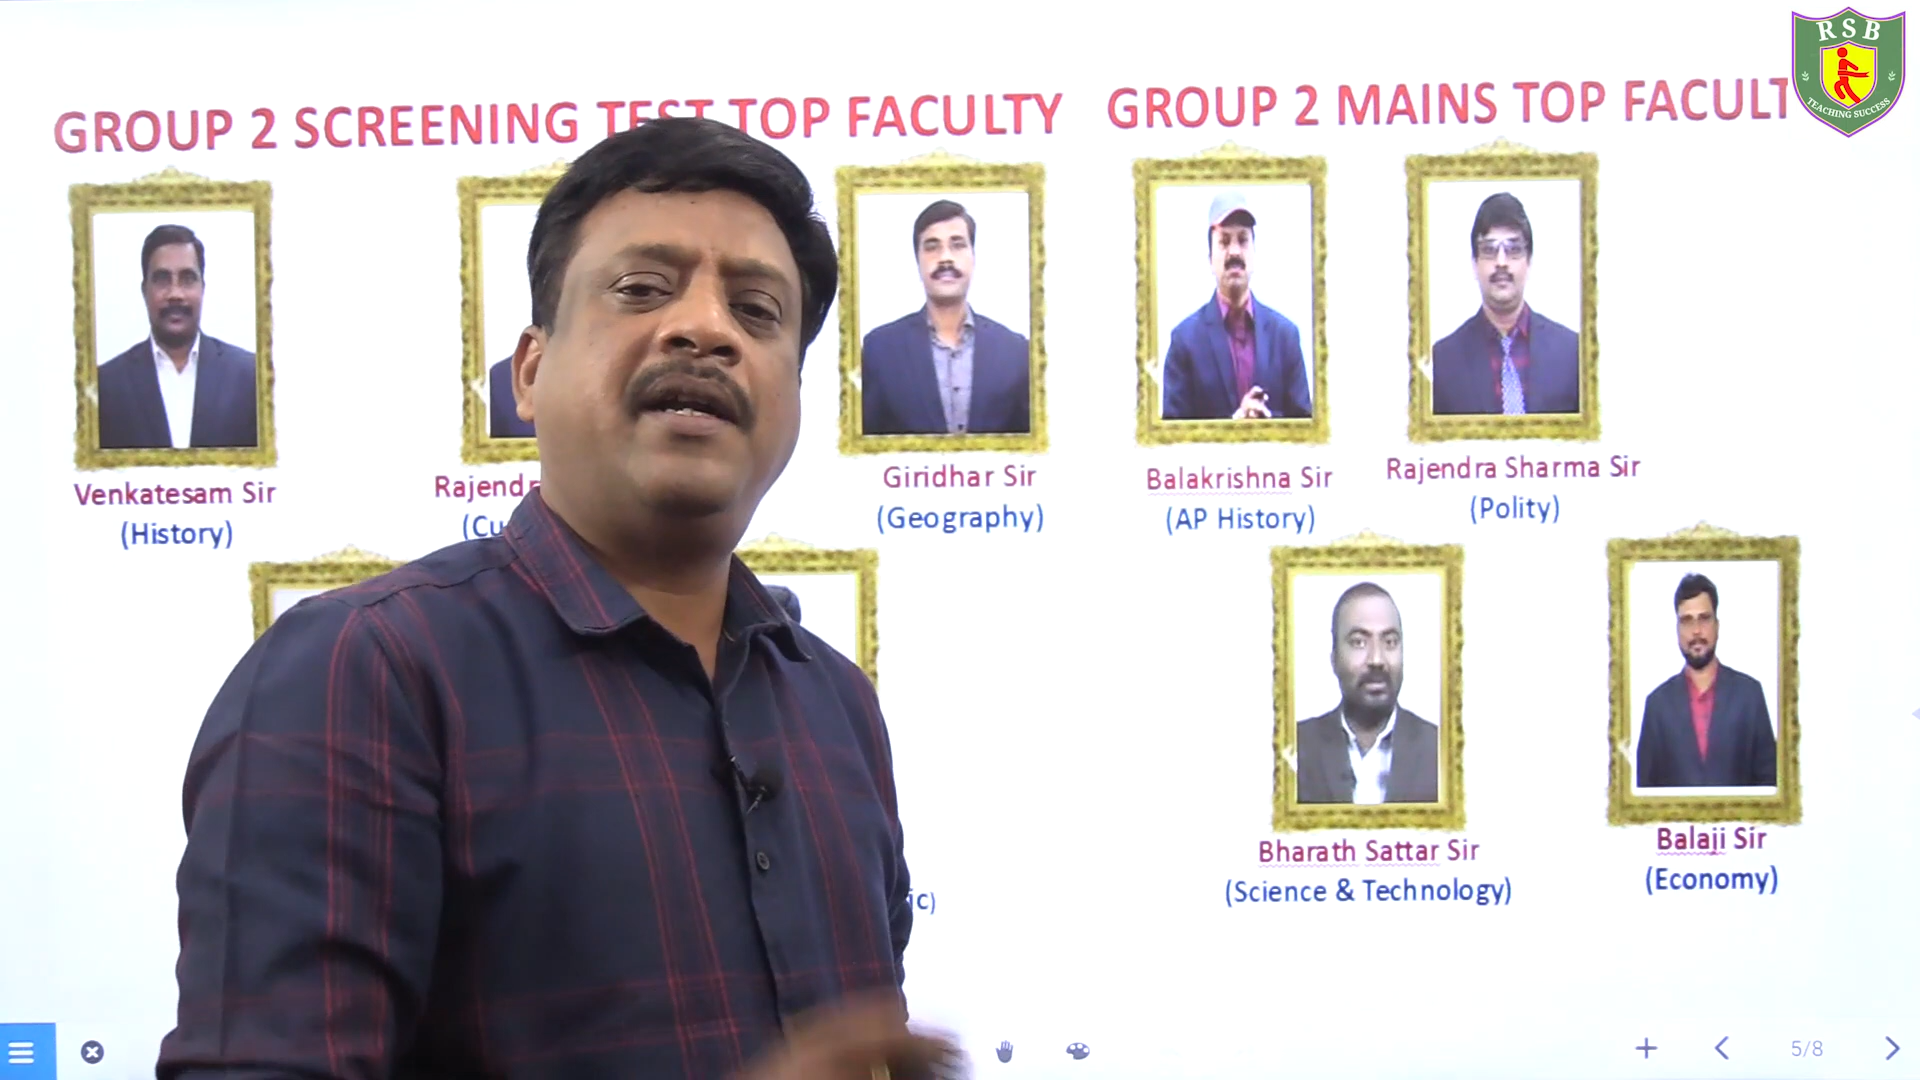 RSB
TEACHING SUCCESS
GROUP 2 SCREENING TEST TOP FACULTY
Venkatesam Sir
(History)
Giridhar Sir
(Geography)
GROUP 2 MAINS TOP FACULT
Balakrishna Sir
(AP History)
Rajendra Sharma Sir
(Polity)
Bharath Sattar Sir
(Science & Technology)
Balaji Sir
(Economy)
5/8